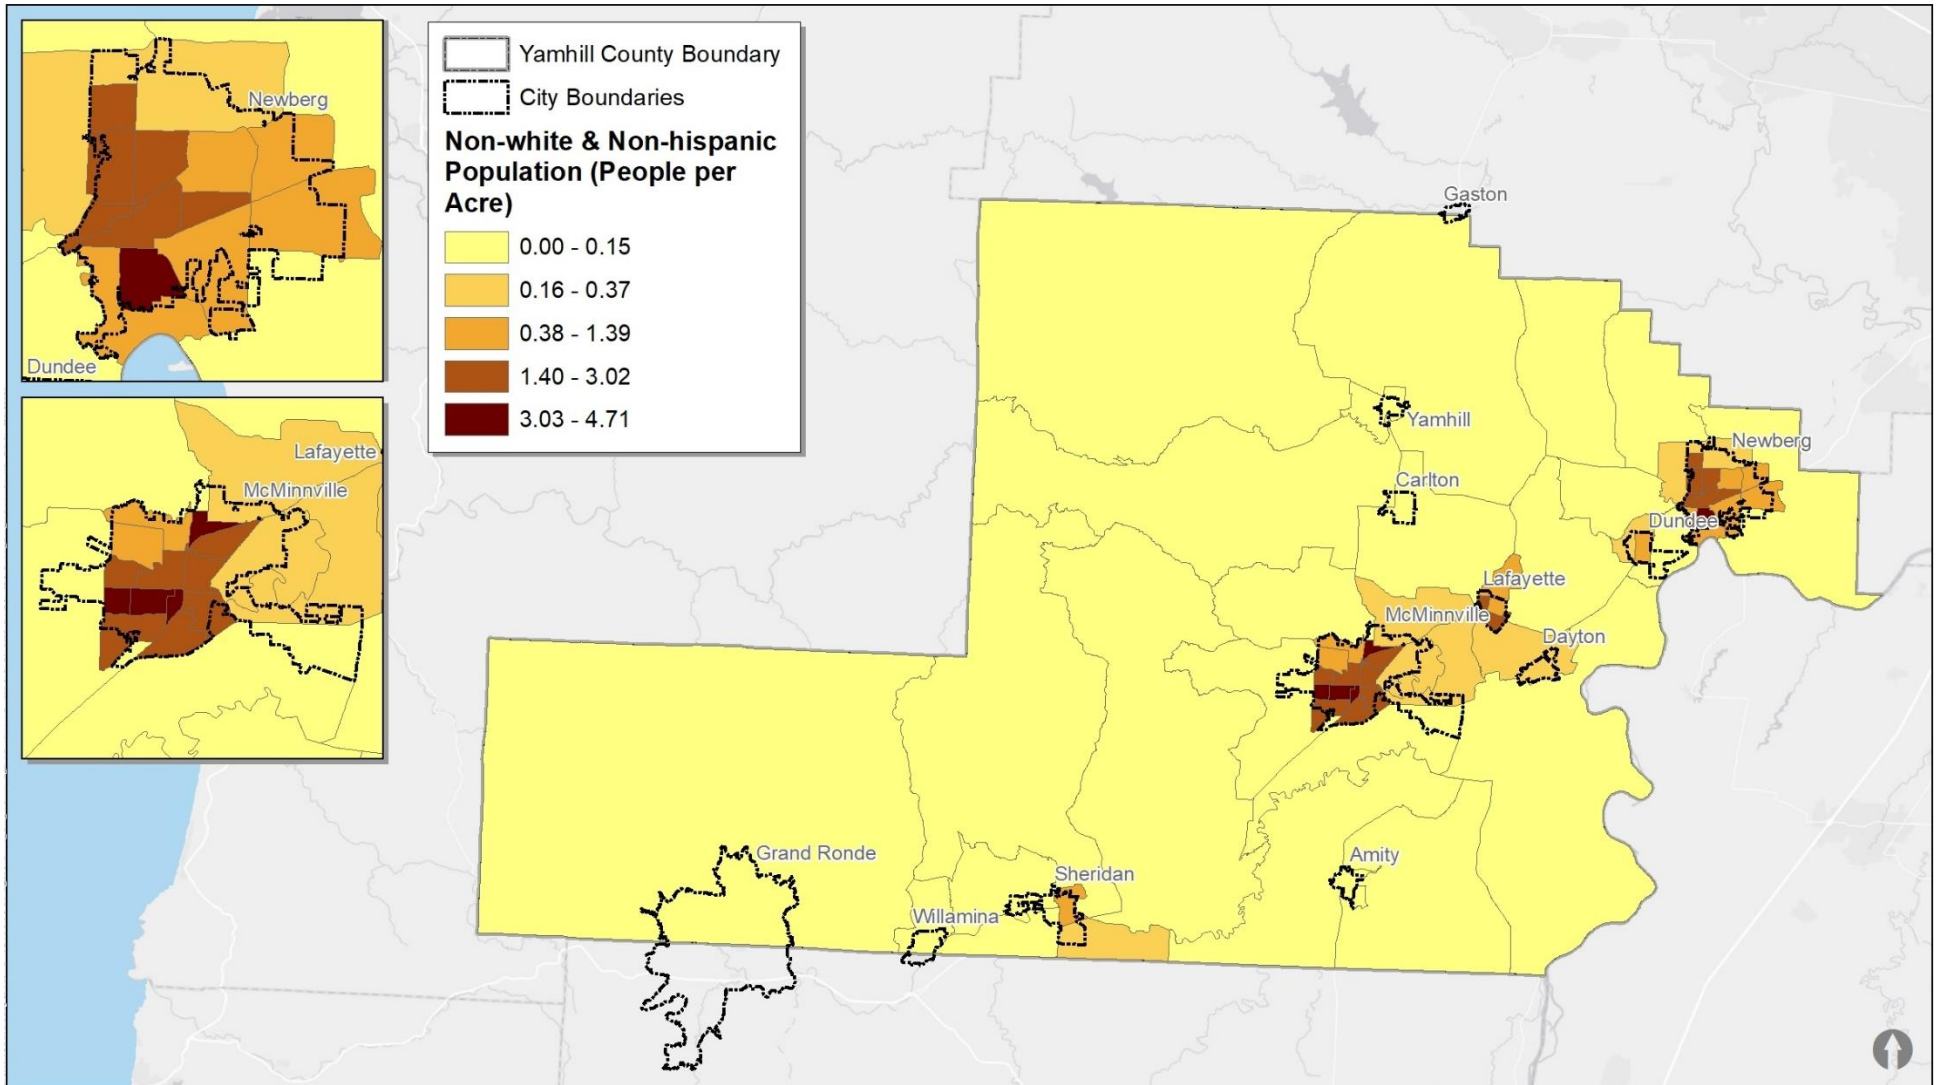 Newberg
Dundee
Lafayette
McMinnville
Yamhill County Boundary
City Boundaries
Non-white & Non-hispanic
Population (People per
Acre)
0.00 - 0.15
0.16 - 0.37
0.38 - 1.39
1.40 - 3.02
3.03 - 4.71
Gaston
Yamhill
Newberg
Carlton
Dundee
Lafayette
McMinnville
Dayton
Grand Ronde
Amity
Sheridan
Willamina